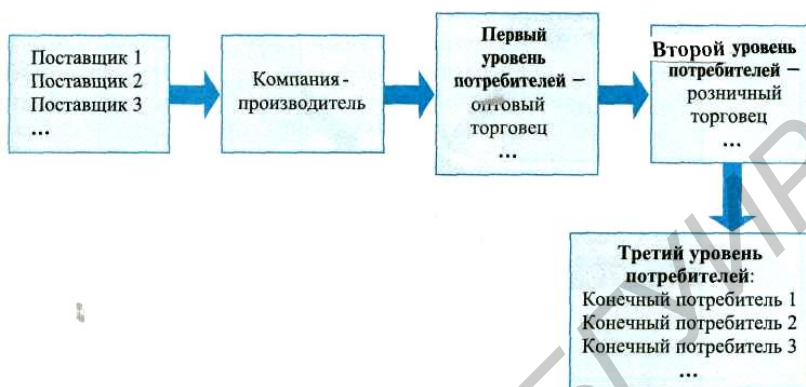 Поставщик 1
Поставщик 2
Поставщик 3
...
Компания-
производитель
Первый
уровень
потребителей –
оптовый
торговец
...
Второй уровень
потребителей –
розничный
торговец
...
Третий уровень
потребителей:
Конечный потребитель 1
Конечный потребитель 2
Конечный потребитель 3
...